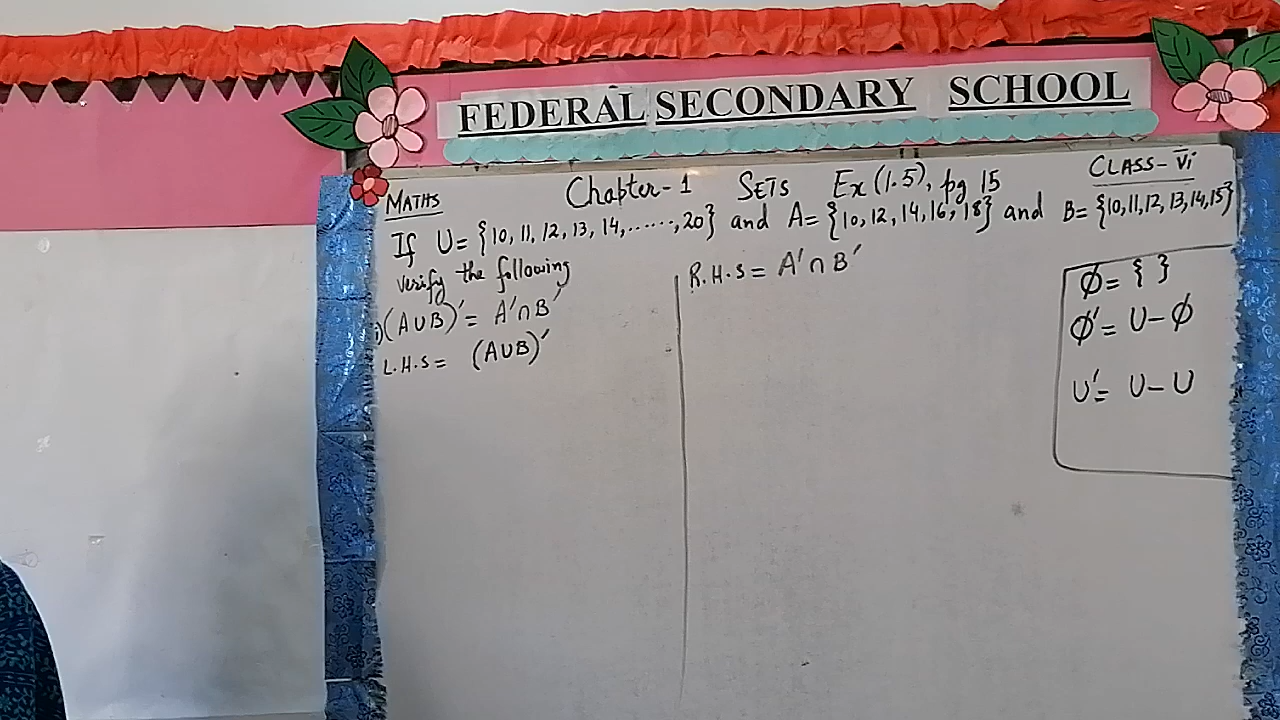 FEDERAL SECONDARY SCHOOL
MATHS
Chapter-1 SETS Ex (1.5), pg 15
CLASS-VI
If U= {10, 11, 12, 13, 14,......, 20} and A= {10, 12, 14, 16, 18} and B= {10, 11, 12, 13, 14, 15}
verify the following
i) (A∪B)′ = A′∩B′
L.H.S = (A∪B)′
R.H.S = A′∩B′
Ø= { }
Ø′= U-Ø
U′= U-U